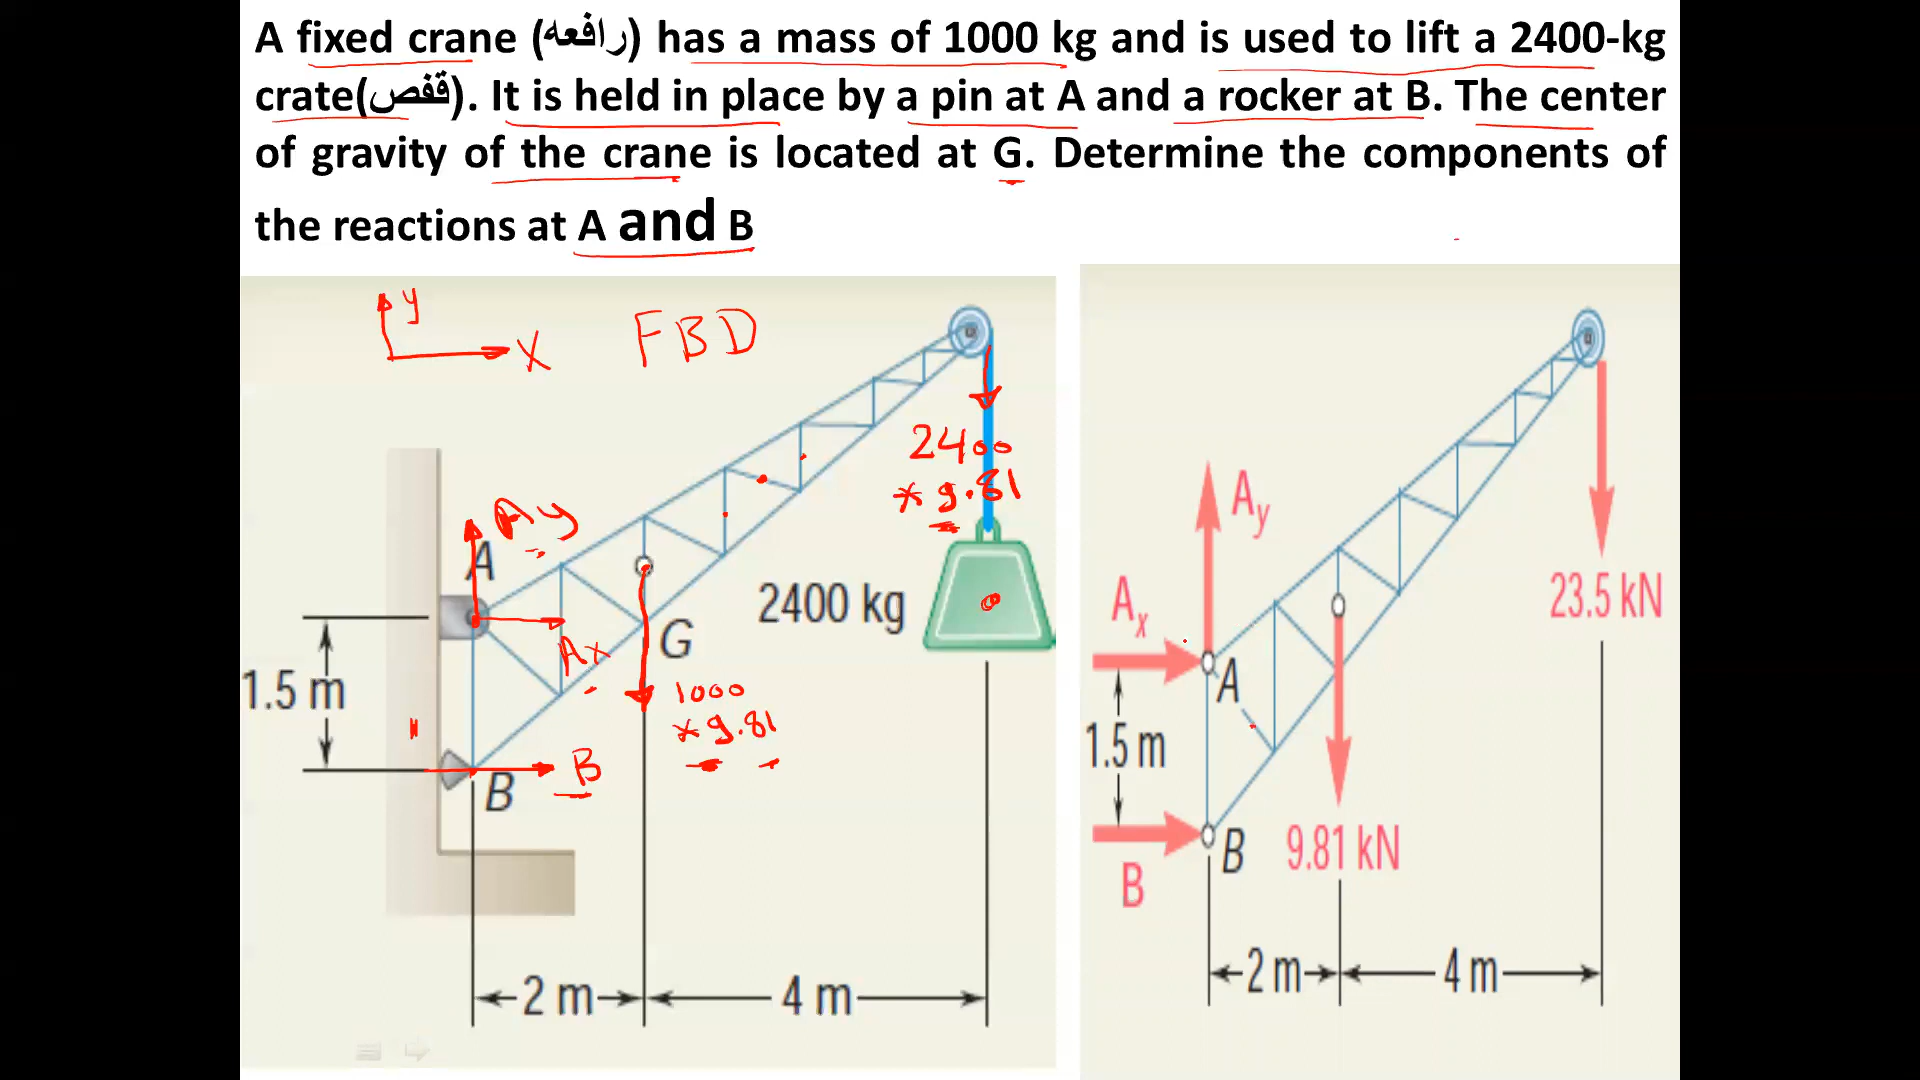 A fixed crane (رافعه) has a mass of 1000 kg and is used to lift a 2400-kg
crate(قفص). It is held in place by a pin at A and a rocker at B. The center
of gravity of the crane is located at G. Determine the components of
the reactions at A and B
y
x
FBD
2400
* 9.81
Ay
A
Ax
G
2400 kg
1.5 m
1000
* 9.81
B
B
2 m
4 m
Ay
Ax
A
23.5 kN
1.5 m
B
B
9.81 kN
2 m
4 m